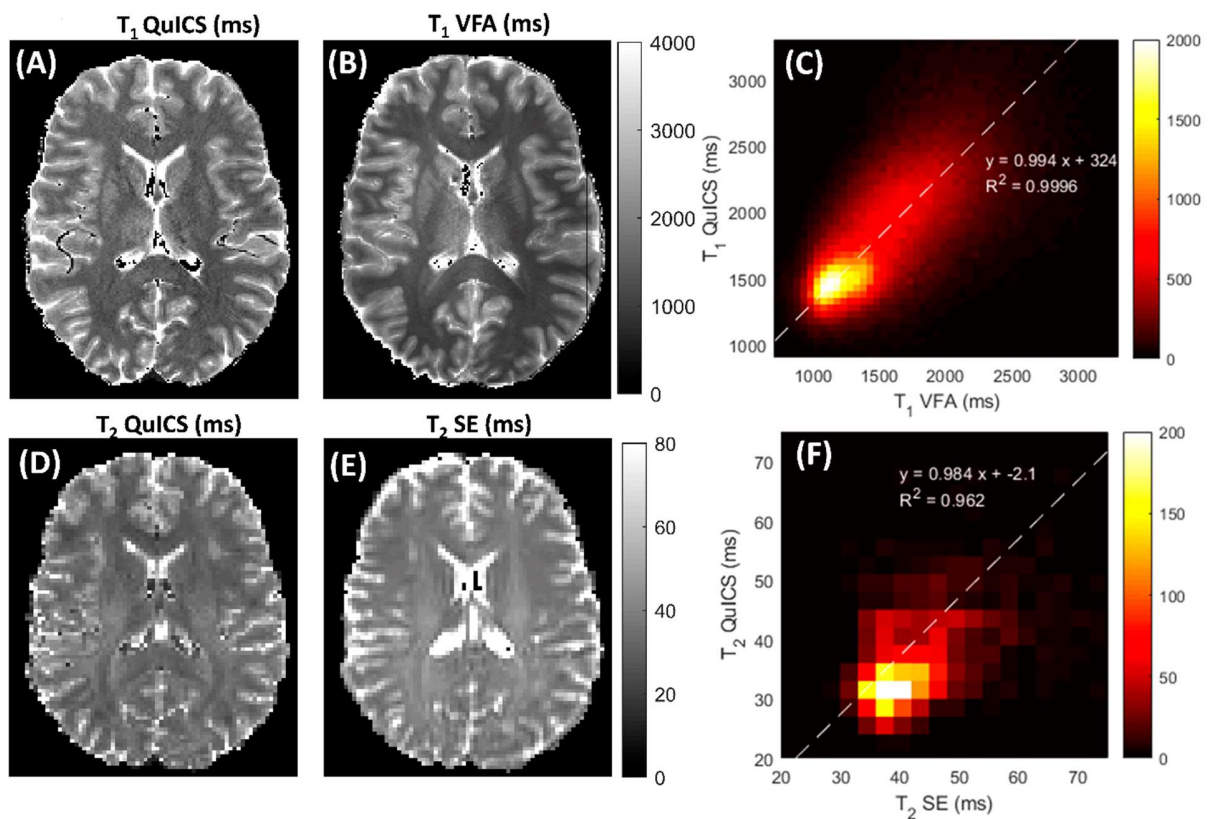 T₁ QuICS (ms)
T₁ VFA (ms)
(A)
(B)
4000
3000
2000
1000
0
(C)
3000
2500
2000
1500
1000
T₁ QuICS (ms)
y = 0.994 x + 324
R² = 0.9996
1000
1500
2000
2500
3000
T₁ VFA (ms)
2000
1500
1000
500
0
T₂ QuICS (ms)
T₂ SE (ms)
(D)
(E)
80
60
40
20
0
(F)
70
60
50
40
30
20
T₂ QuICS (ms)
y = 0.984 x + -2.1
R² = 0.962
20
30
40
50
60
70
T₂ SE (ms)
200
150
100
50
0